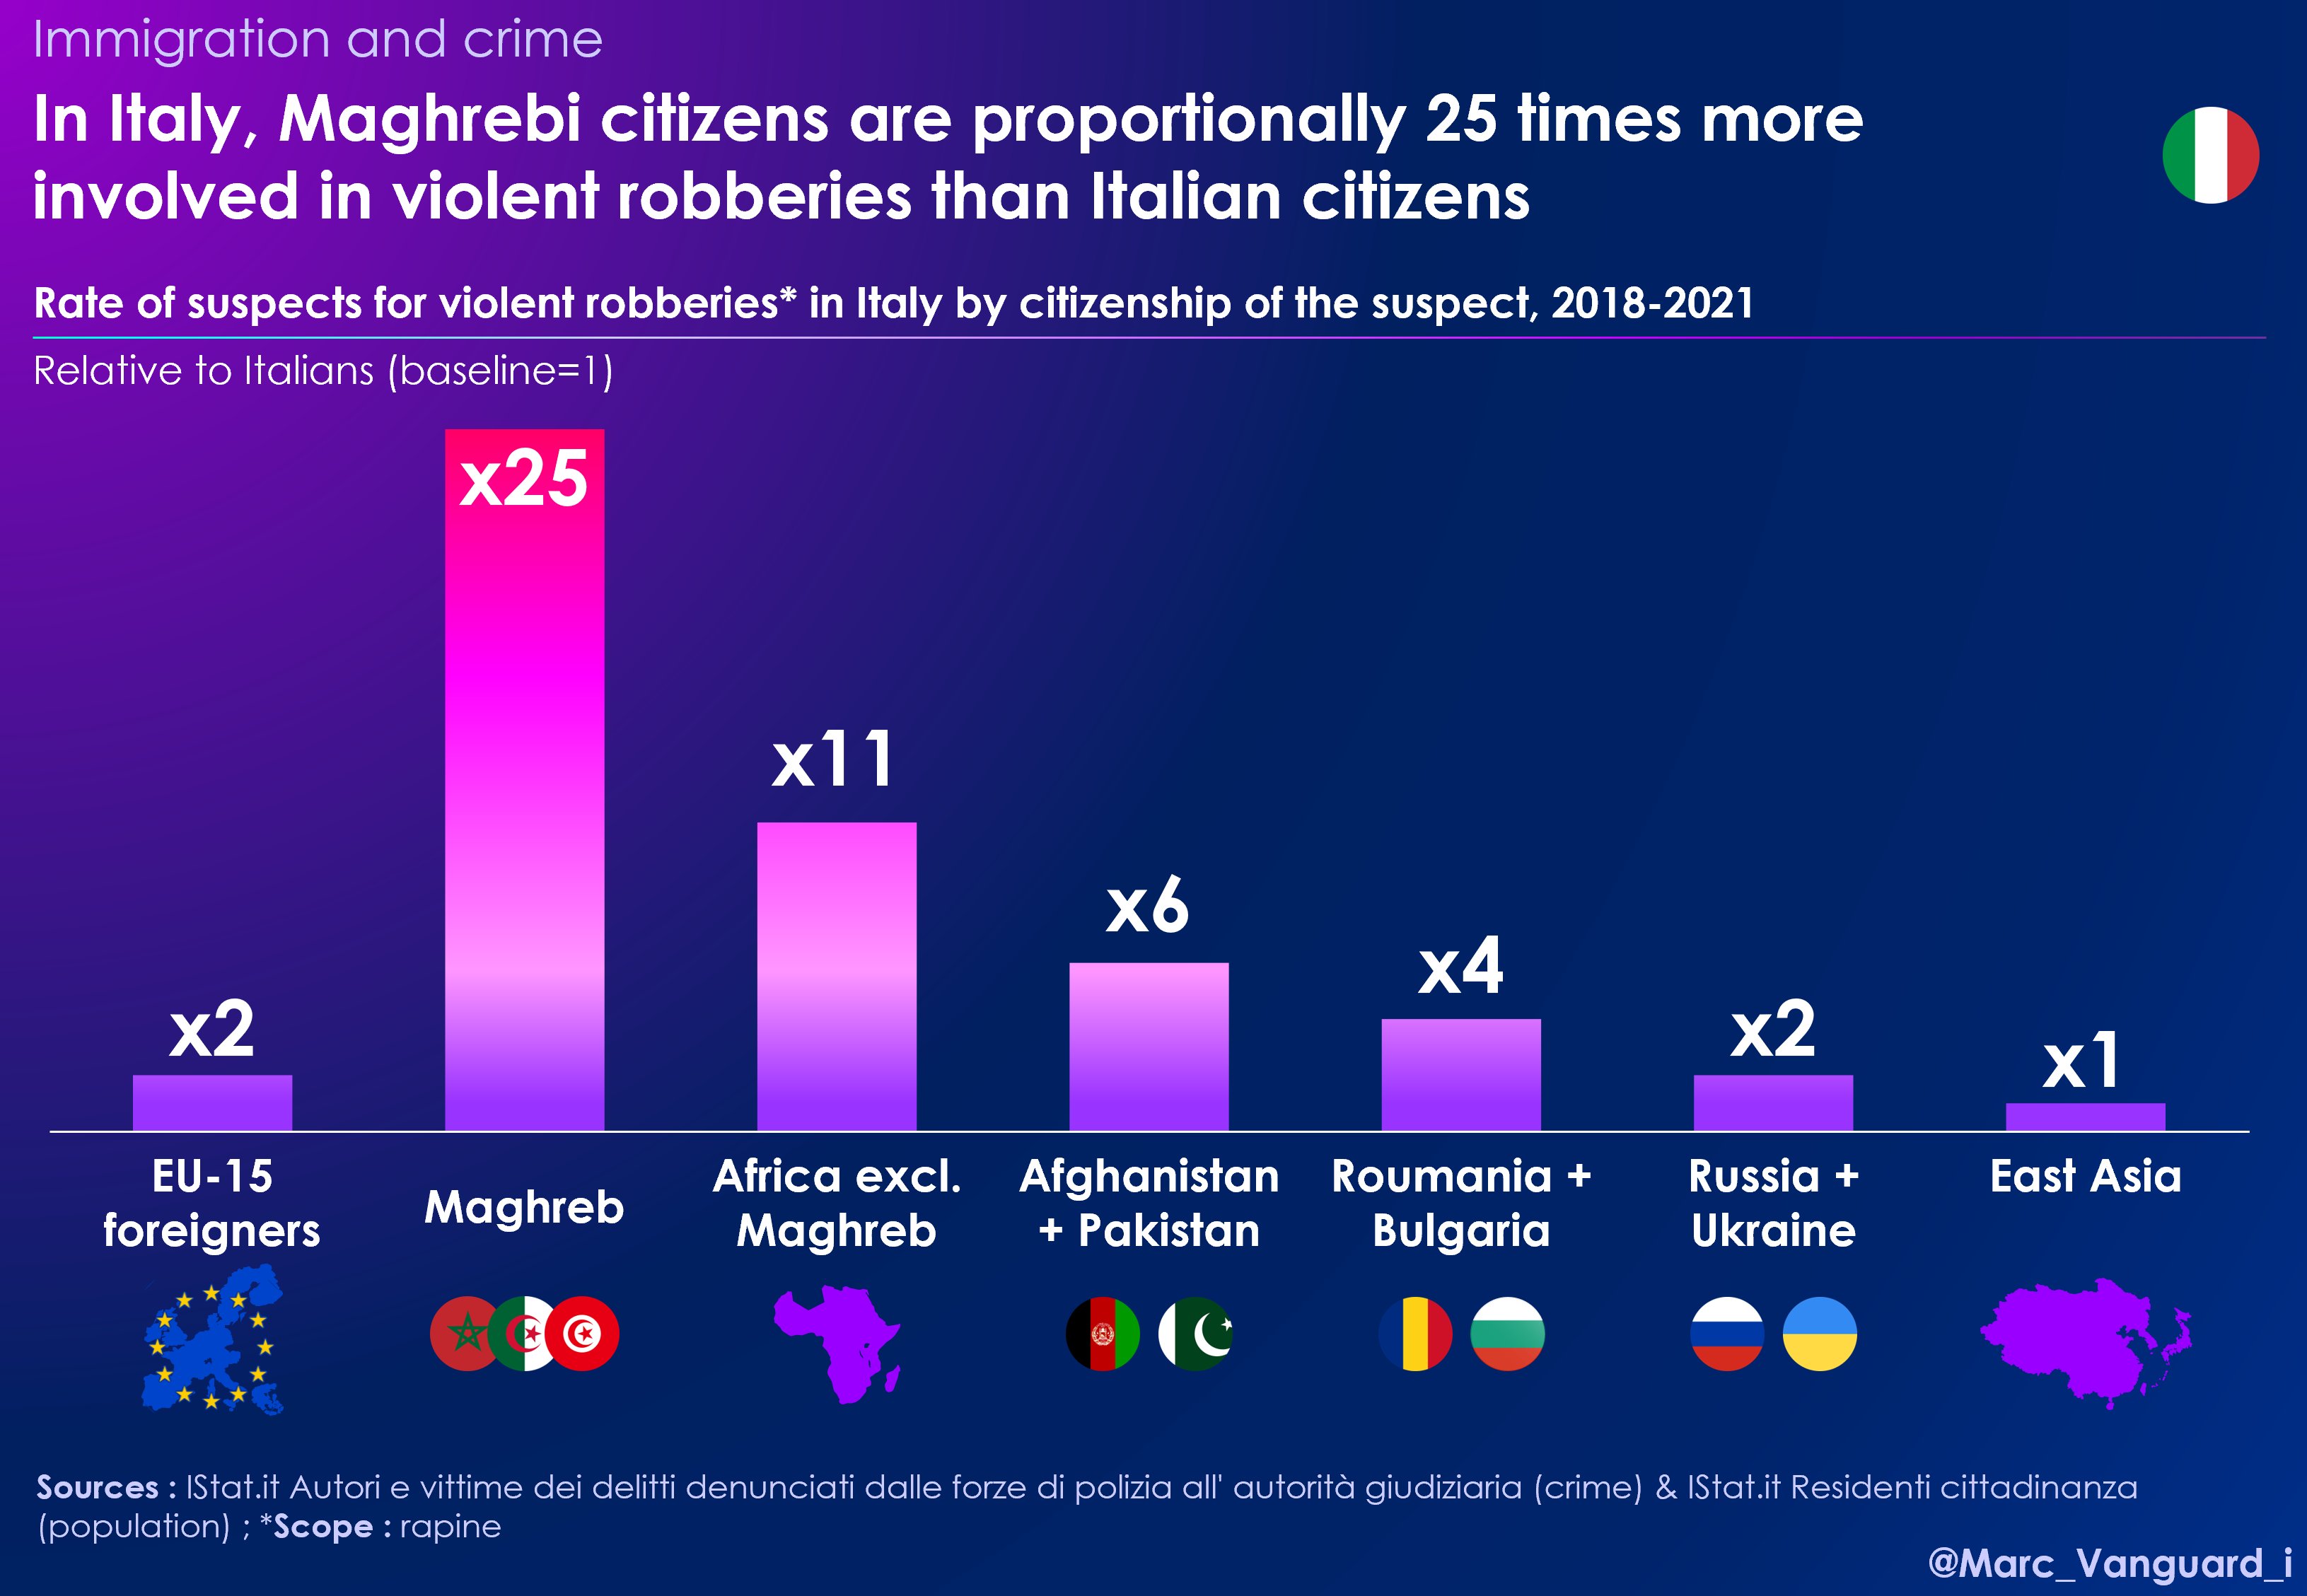 Immigration and crime
In Italy, Maghrebi citizens are proportionally 25 times more
involved in violent robberies than Italian citizens
Rate of suspects for violent robberies* in Italy by citizenship of the suspect, 2018-2021
Relative to Italians (baseline=1)
x2
x25
x11
x6
x4
x2
x1
EU-15
foreigners
Maghreb
Africa excl.
Maghreb
Afghanistan
+ Pakistan
Roumania +
Bulgaria
Russia +
Ukraine
East Asia
Sources : IStat.it Autori e vittime dei delitti denunciati dalle forze di polizia all' autorità giudiziaria (crime) & IStat.it Residenti cittadinanza
(population) ; *Scope : rapine
@Marc_Vanguard_i